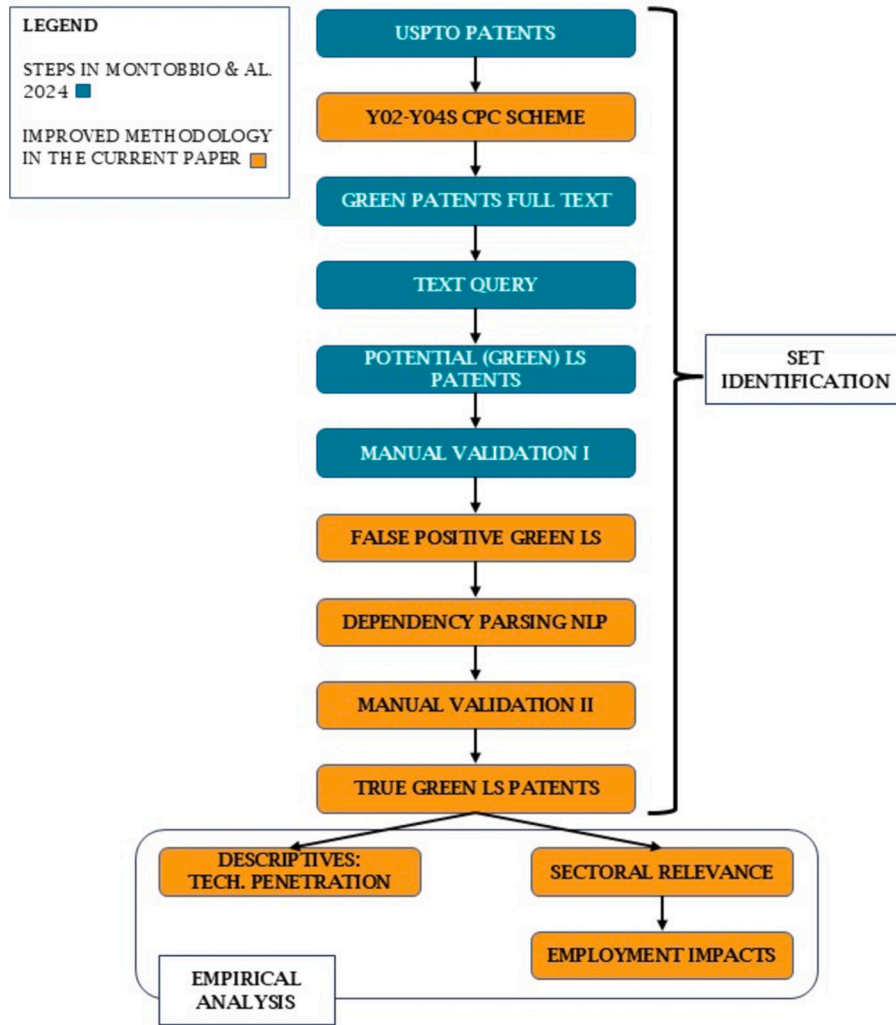 LEGEND
STEPS IN MONTOBBIO & AL.
2024
IMPROVED METHODOLOGY
IN THE CURRENT PAPER
USPTO PATENTS
Y02-Y04S CPC SCHEME
GREEN PATENTS FULL TEXT
TEXT QUERY
POTENTIAL (GREEN) LS
PATENTS
MANUAL VALIDATION I
FALSE POSITIVE GREEN LS
DEPENDENCY PARSING NLP
MANUAL VALIDATION II
TRUE GREEN LS PATENTS
SET
IDENTIFICATION
DESCRIPTIVES:
TECH. PENETRATION
SECTORAL RELEVANCE
EMPLOYMENT IMPACTS
EMPIRICAL
ANALYSIS